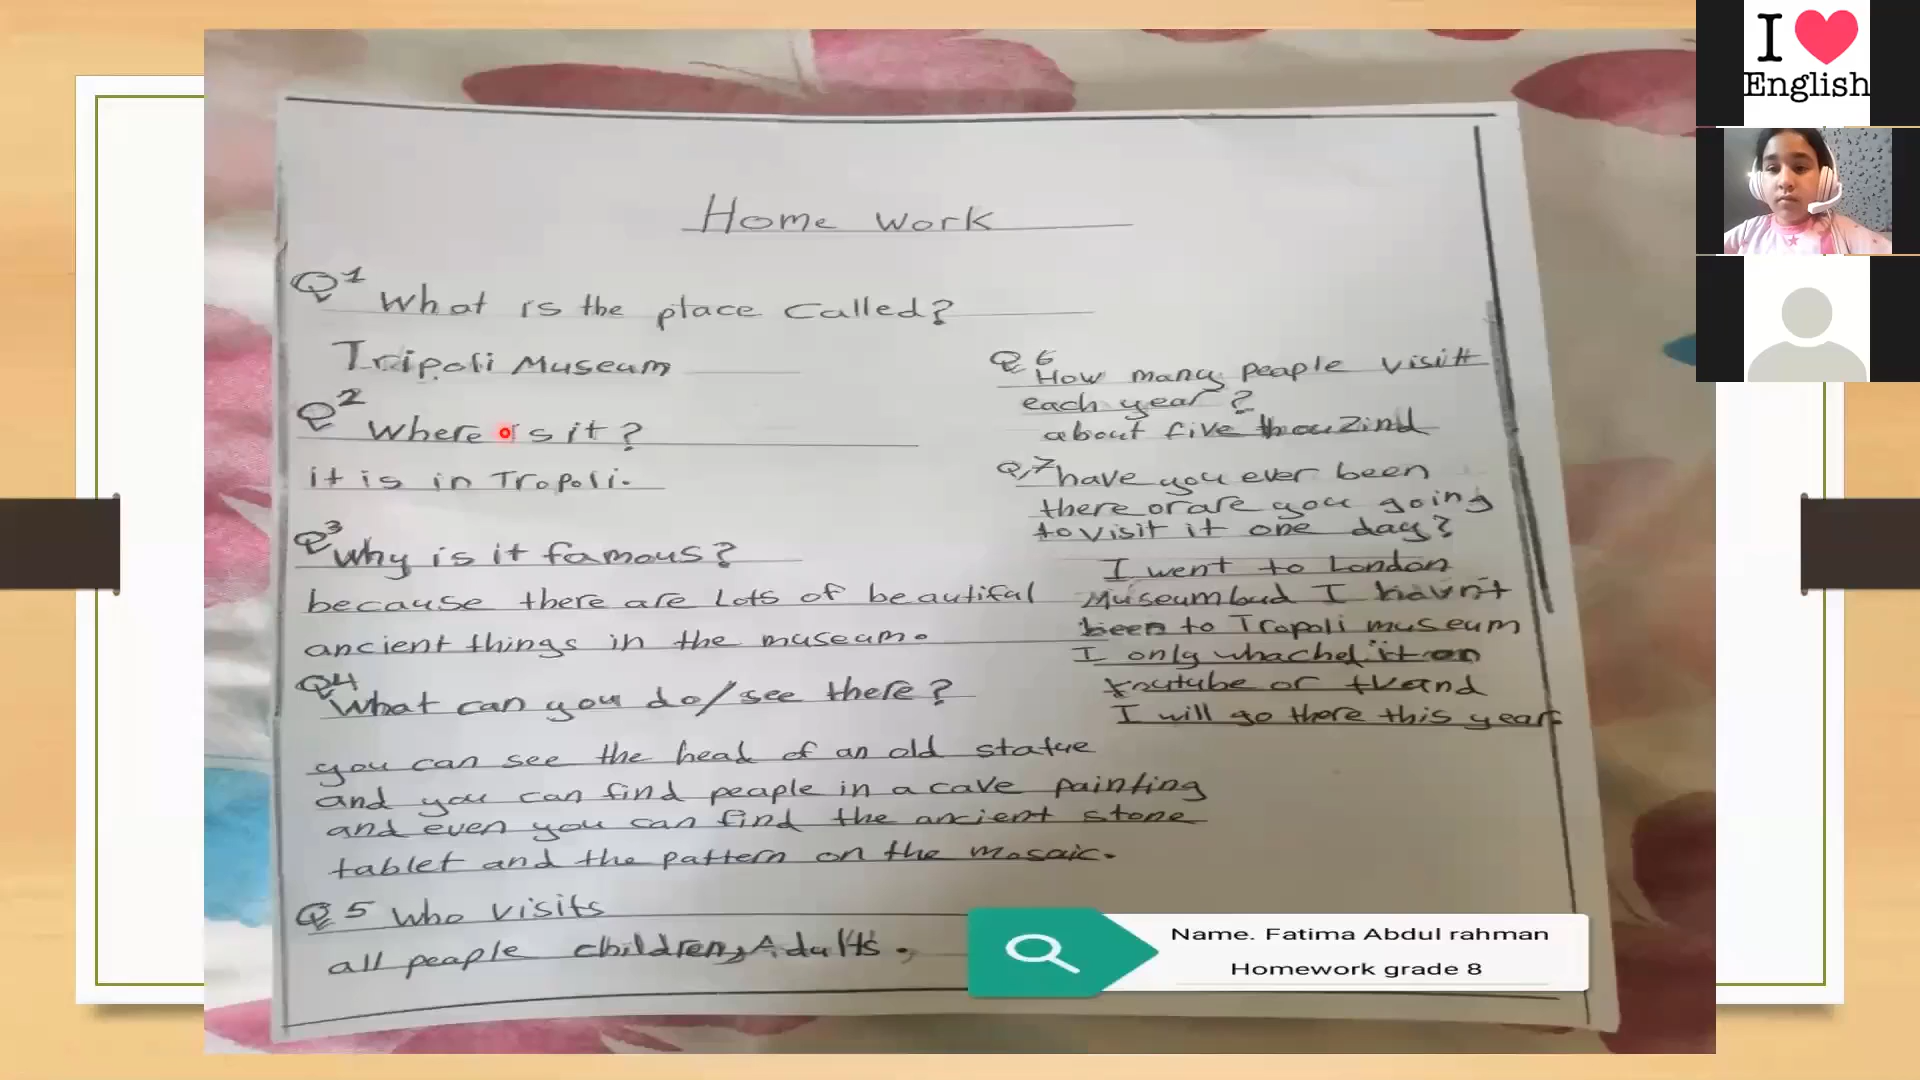 Home Work
Q1 What is the place Called?
Tripoli Museum
Q2 Where is it?
it is in Tropoli.
Q3 Why is it famous?
because there are Lots of beautiful
ancient things in the museum.
Q4 What can you do/see there?
you can see the head of an old statue
and you can find peaple in a cave painting
and even you can find the ancient stone
tablet and the pattern on the mosaic.
Q5 Who visits
all peaple children, Adults.
Q6 How many peaple visitt
each year?
about five thouzind
Q7 have you ever been
there or are you going
to visit it one day?
I went to London
Museum bud I havn't
been to Tropoli museum
I only whached it on
youtube or tv and
I will go there this year
Name. Fatima Abdul rahman
Homework grade 8
I
English